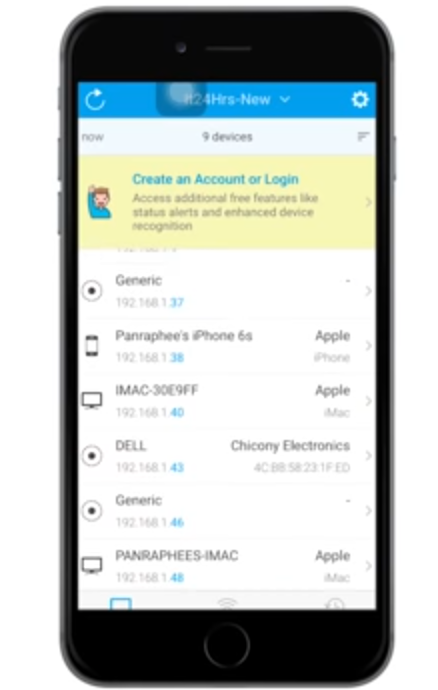 it24Hrs-New
now
9 devices
Create an Account or Login
Access additional free features like
status alerts and enhanced device
recognition
Generic -
192.168.1.37
Panraphee's iPhone 6s Apple
192.168.1.38 iPhone
IMAC-30E9FF Apple
192.168.1.40 iMac
DELL Chicony Electronics
192.168.1.43 4C:BB:58:23:1F:ED
Generic -
192.168.1.46
PANRAPHEES-IMAC Apple
192.168.1.48 iMac